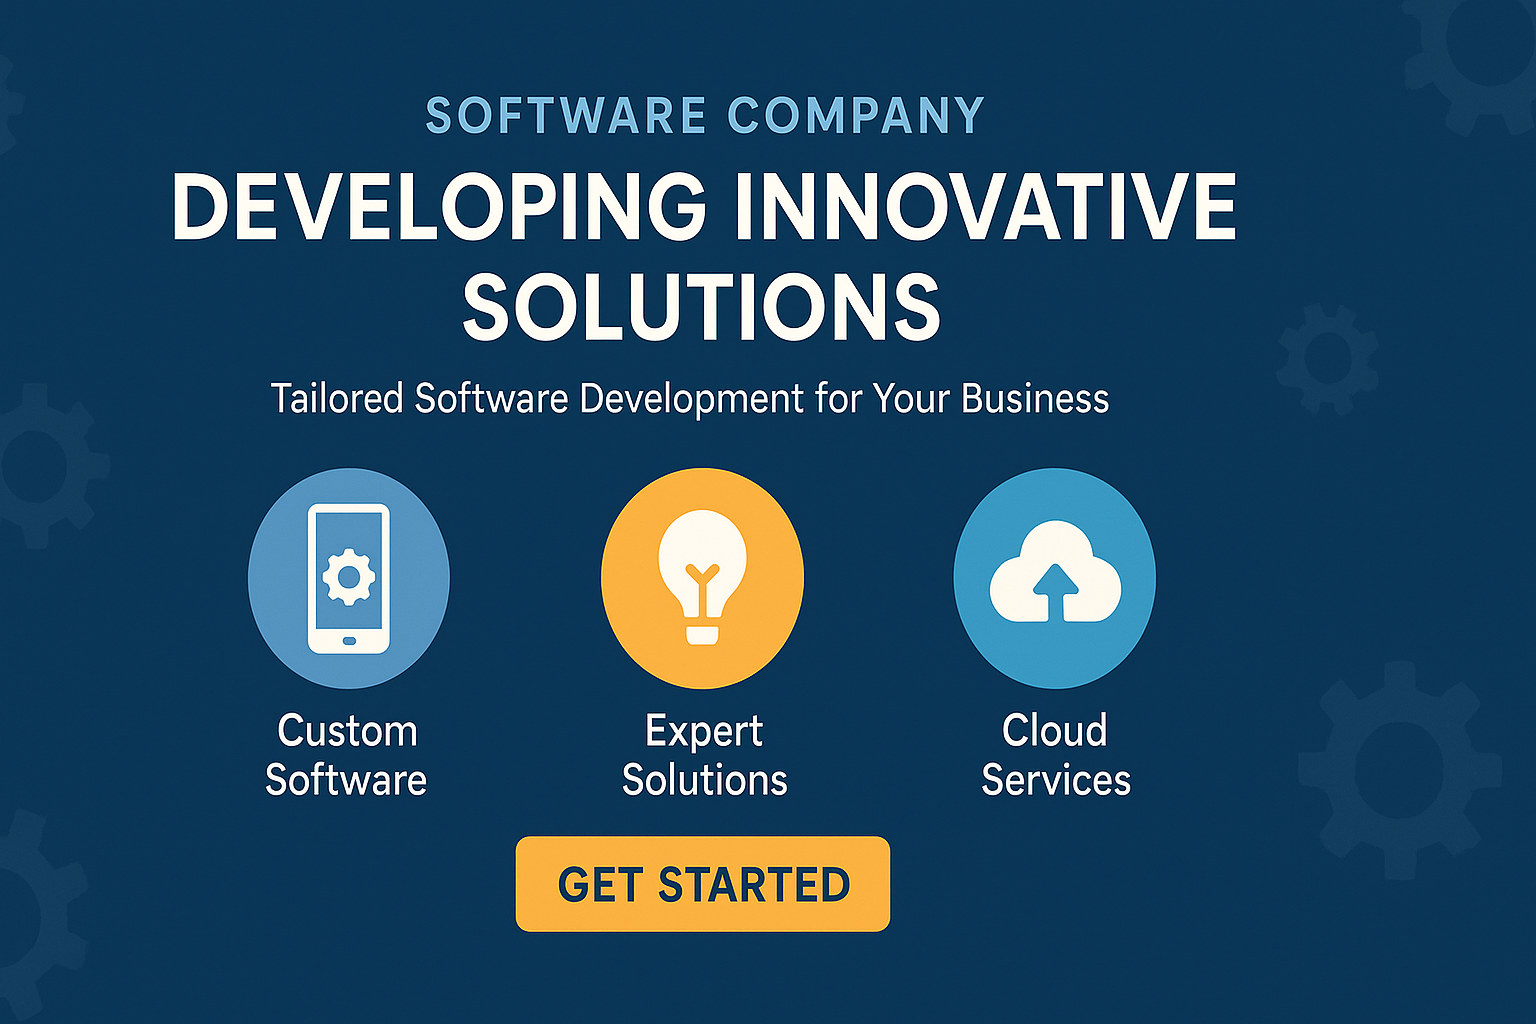 SOFTWARE COMPANY
DEVELOPING INNOVATIVE
SOLUTIONS
Tailored Software Development for Your Business
Custom
Software
Expert
Solutions
Cloud
Services
GET STARTED